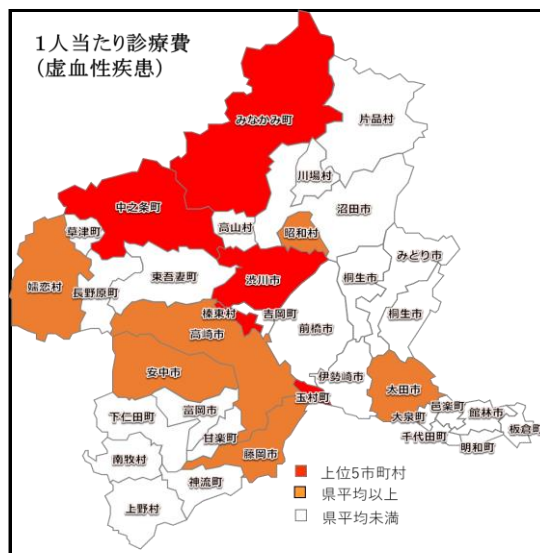 1人当たり診療費
(虚血性疾患)
みなかみ町
片品村
川場村
中之条町
沼田市
高山村
昭和村
草津町
みどり市
東吾妻町
渋川市
桐生市
嬬恋村
長野原町
榛東村
吉岡町
桐生市
高崎市
前橋市
安中市
伊勢崎市
太田市
玉村町
邑楽町
下仁田町
富岡市
大泉町
館林市
甘楽町
千代田町
板倉町
藤岡市
明和町
南牧村
上位5市町村
神流町
県平均以上
上野村
県平均未満